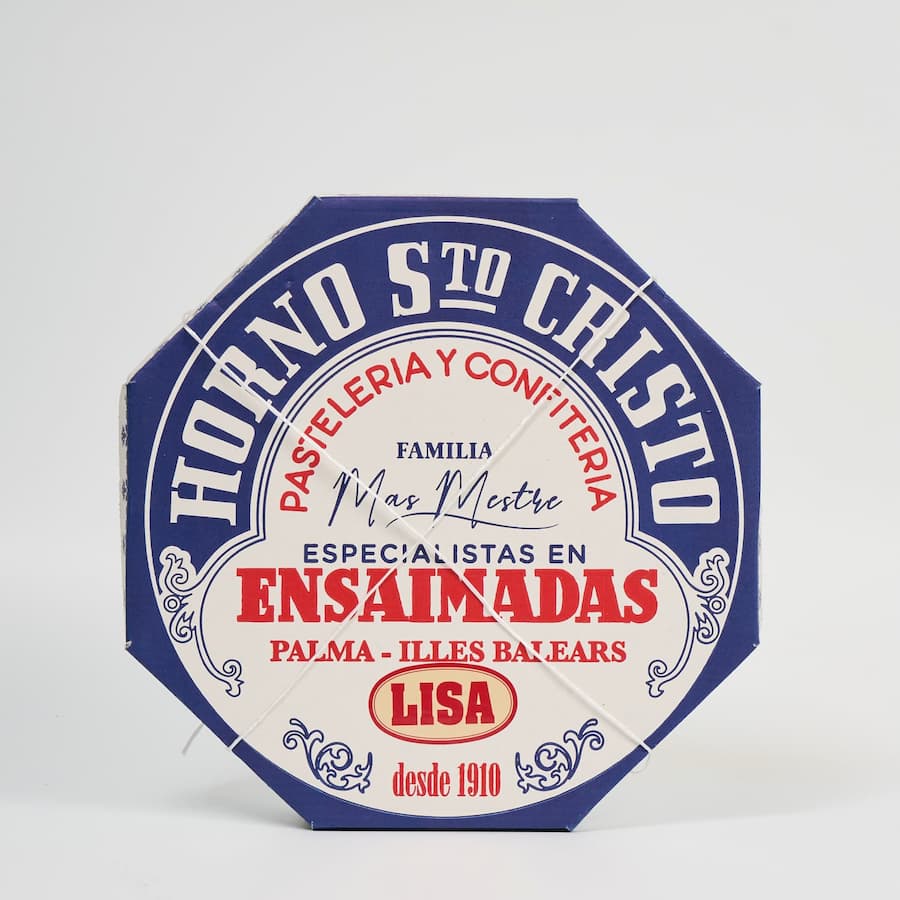 HORNO STO CRISTO
PASTELERIA Y CONFITERIA
FAMILIA
Mas Mestre
ESPECIALISTAS EN
ENSAIMADAS
PALMA - ILLES BALEARS
LISA
desde 1910